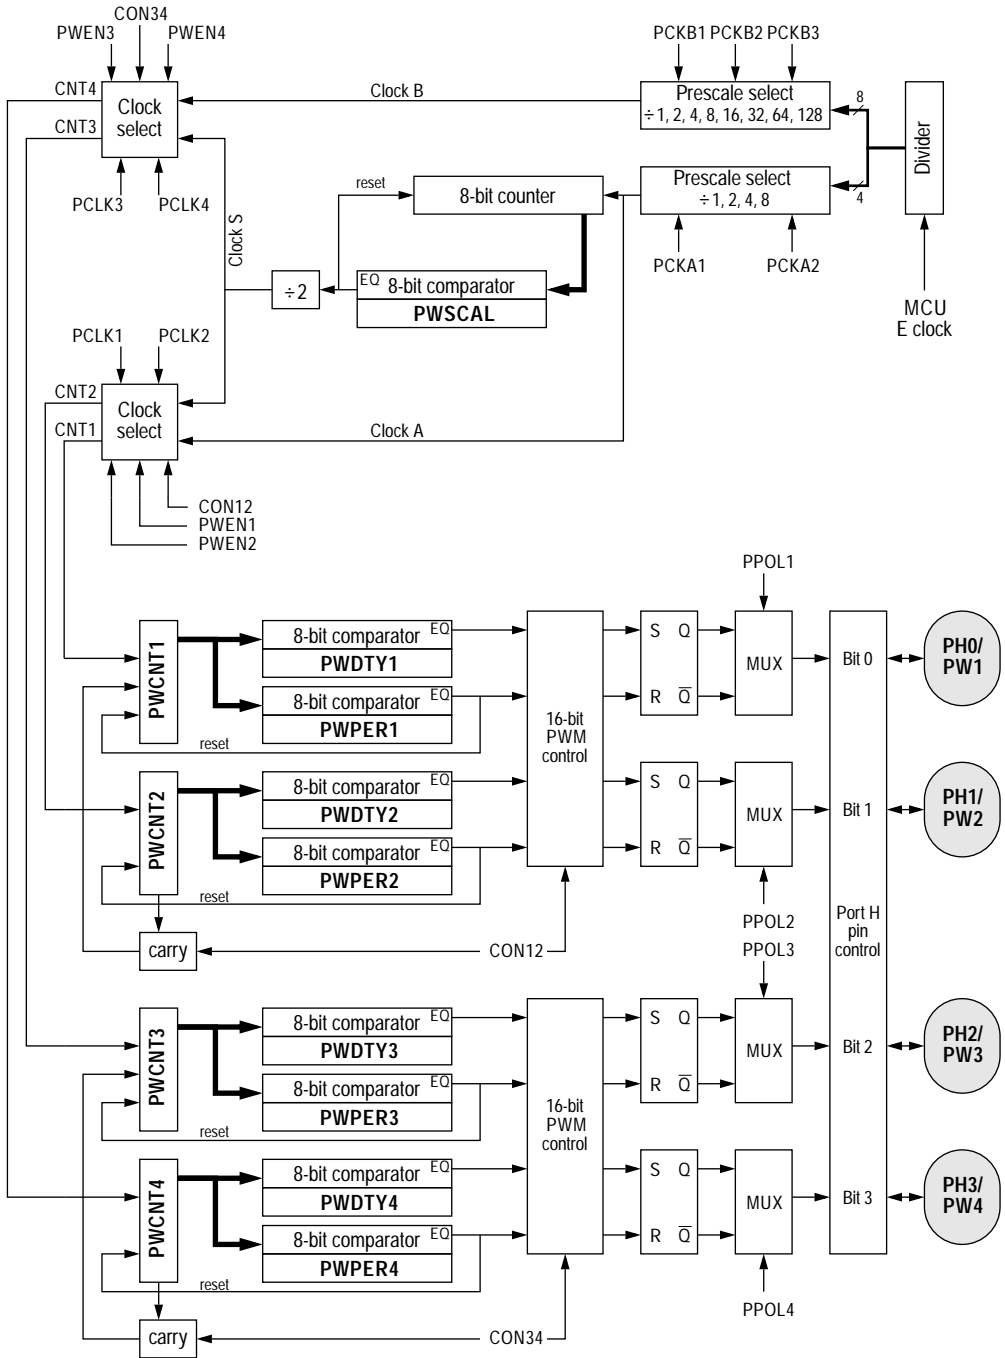 CON34
PWEN3 PWEN4
PCKB1 PCKB2 PCKB3
CNT4
Clock
select
CNT3
Clock B
Prescale select
÷ 1, 2, 4, 8, 16, 32, 64, 128
8
Divider
PCLK3 PCLK4
reset
8-bit counter
Prescale select
÷ 1, 2, 4, 8
4
Clock S
PCKA1 PCKA2
÷ 2
EQ
8-bit comparator
PWSCAL
MCU
E clock
PCLK1 PCLK2
CNT2
Clock
select
CNT1
Clock A
CON12
PWEN1
PWEN2
PPOL1
PWCNT1
8-bit comparator EQ
PWDTY1
8-bit comparator EQ
PWPER1
reset
16-bit
PWM
control
S Q
R Q̅
MUX
Bit 0
PH0/
PW1
PWCNT2
8-bit comparator EQ
PWDTY2
8-bit comparator EQ
PWPER2
reset
S Q
R Q̅
MUX
Bit 1
PH1/
PW2
carry
CON12
PPOL2
Port H
pin
control
PPOL3
PWCNT3
8-bit comparator EQ
PWDTY3
8-bit comparator EQ
PWPER3
reset
16-bit
PWM
control
S Q
R Q̅
MUX
Bit 2
PH2/
PW3
PWCNT4
8-bit comparator EQ
PWDTY4
8-bit comparator EQ
PWPER4
reset
S Q
R Q̅
MUX
Bit 3
PH3/
PW4
carry
CON34
PPOL4